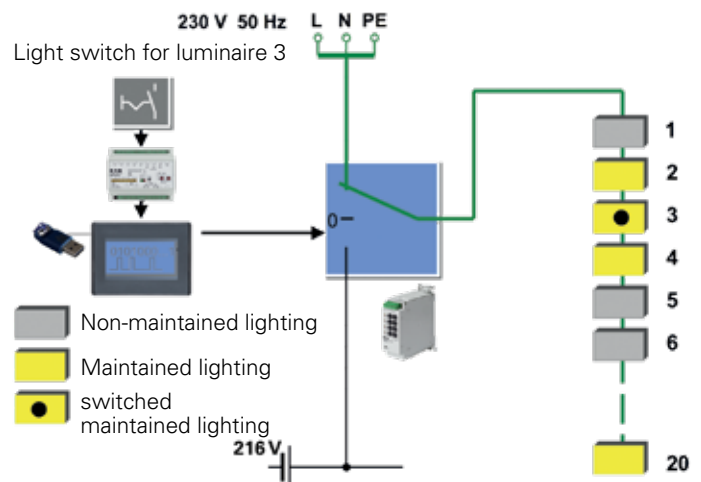 230 V 50 Hz L N PE
Light switch for luminaire 3
0
1
2
3
4
5
6
20
Non-maintained lighting
Maintained lighting
switched
maintained lighting
216 V